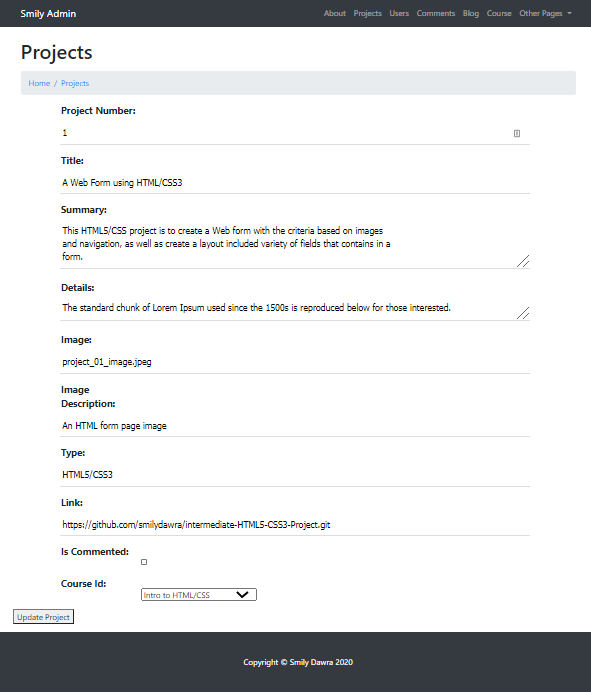 Smily Admin
About Projects Users Comments Blog Course Other Pages
Projects
Home / Projects
Project Number:
1
Title:
A Web Form using HTML/CSS3
Summary:
This HTML5/CSS project is to create a Web form with the criteria based on images
and navigation, as well as create a layout included variety of fields that contains in a
form.
Details:
The standard chunk of Lorem Ipsum used since the 1500s is reproduced below for those interested.
Image:
project_01_image.jpeg
Image
Description:
An HTML form page image
Type:
HTML5/CSS3
Link:
https://github.com/smilydawra/intermediate-HTML5-CSS3-Project.git
Is Commented:
Course Id:
Intro to HTML/CSS
Update Project
Copyright © Smily Dawra 2020